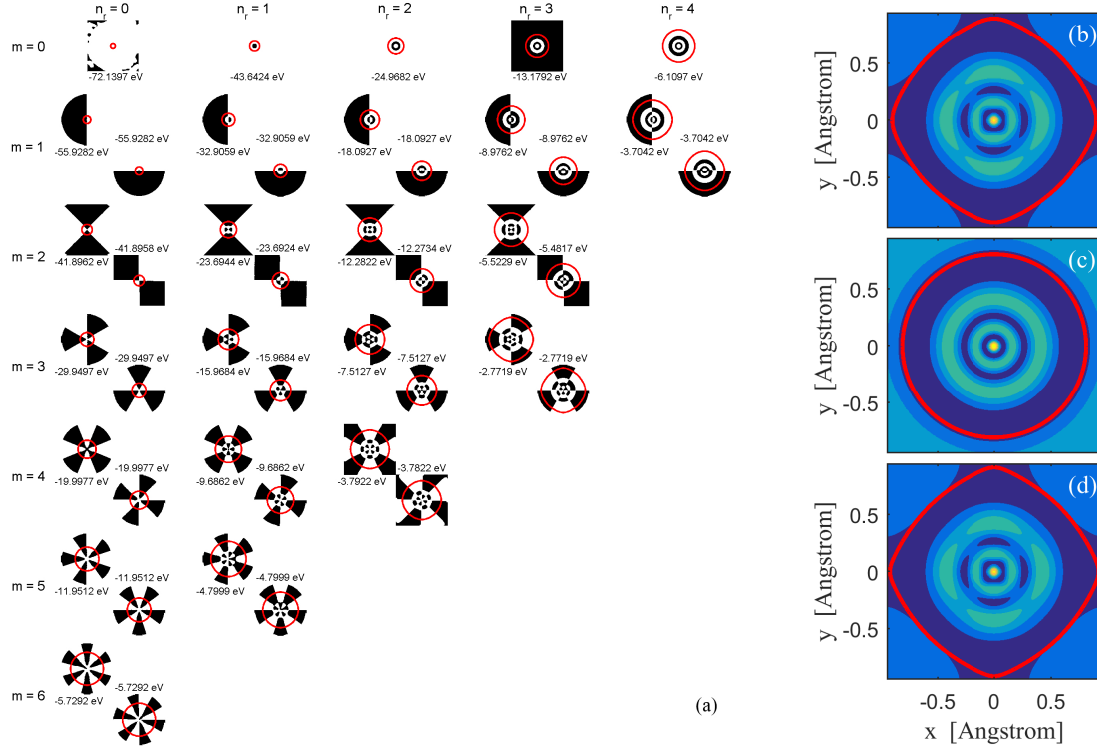 n_r = 0 n_r = 1 n_r = 2 n_r = 3 n_r = 4
m = 0
-72.1397 eV -43.6424 eV -24.9682 eV -13.1792 eV -6.1097 eV
m = 1
-55.9282 eV -32.9059 eV -18.0927 eV -8.9762 eV -3.7042 eV
-55.9282 eV -32.9059 eV -18.0927 eV -8.9762 eV -3.7042 eV
m = 2
-41.8958 eV -23.6924 eV -12.2734 eV -5.4817 eV
-41.8962 eV -23.6944 eV -12.2822 eV -5.5229 eV
m = 3
-29.9497 eV -15.9684 eV -7.5127 eV -2.7719 eV
-29.9497 eV -15.9684 eV -7.5127 eV -2.7719 eV
m = 4
-19.9977 eV -9.6862 eV -3.7822 eV
-19.9977 eV -9.6862 eV -3.7922 eV
m = 5
-11.9512 eV -4.7999 eV
-11.9512 eV -4.7999 eV
m = 6
-5.7292 eV
-5.7292 eV
(a)
(b)
0.5
0
-0.5
y [Angstrom]
(c)
0.5
0
-0.5
y [Angstrom]
(d)
0.5
0
-0.5
y [Angstrom]
-0.5 0 0.5
x [Angstrom]